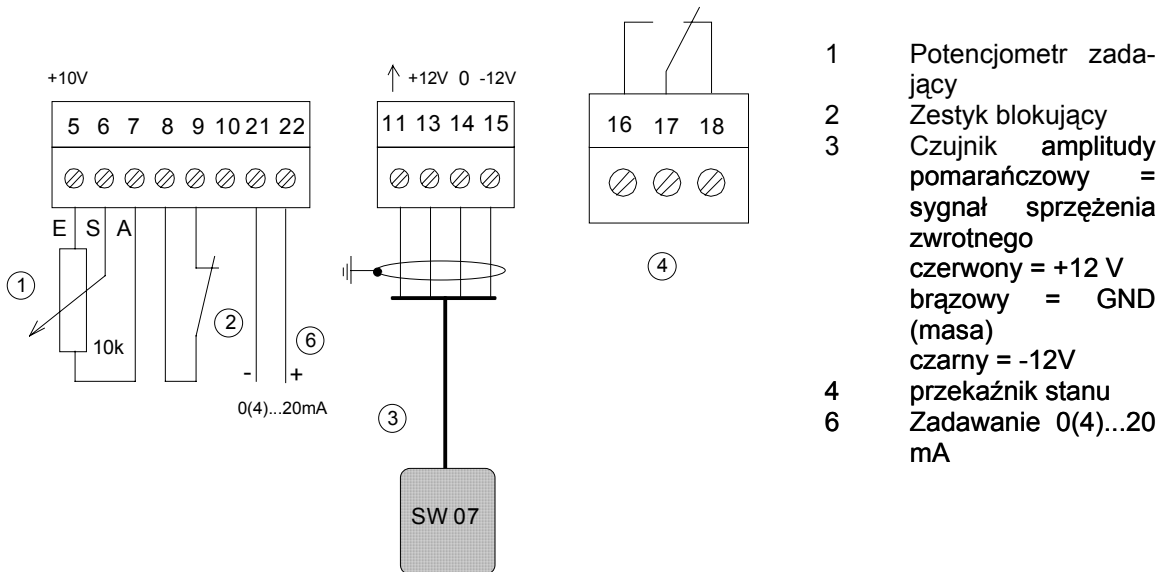 +10V
5 6 7 8 9 10 21 22
E S A
1
10k
2
6
- +
0(4)...20mA
+12V 0 -12V
11 13 14 15
3
SW 07
16 17 18
4
1 Potencjometr zada-
jący
2 Zestyk blokujący
3 Czujnik amplitudy
pomarańczowy =
sygnał sprzężenia
zwrotnego
czerwony = +12 V
brązowy = GND
(masa)
czarny = -12V
4 przekaźnik stanu
6 Zadawanie 0(4)...20
mA